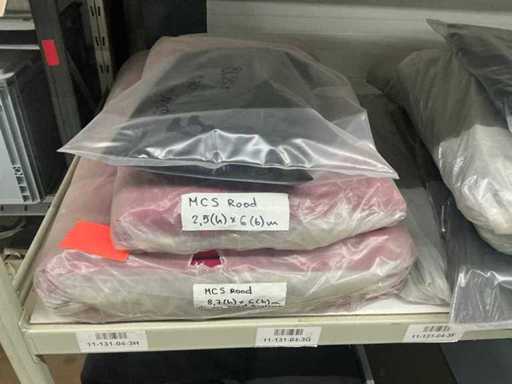 MCS Rood
2,5(h) x 6(b)m
MCS Rood
8,7(h) x 6(b)m
11-131-04-3H
11-131-04-3G
11-131-04-3F